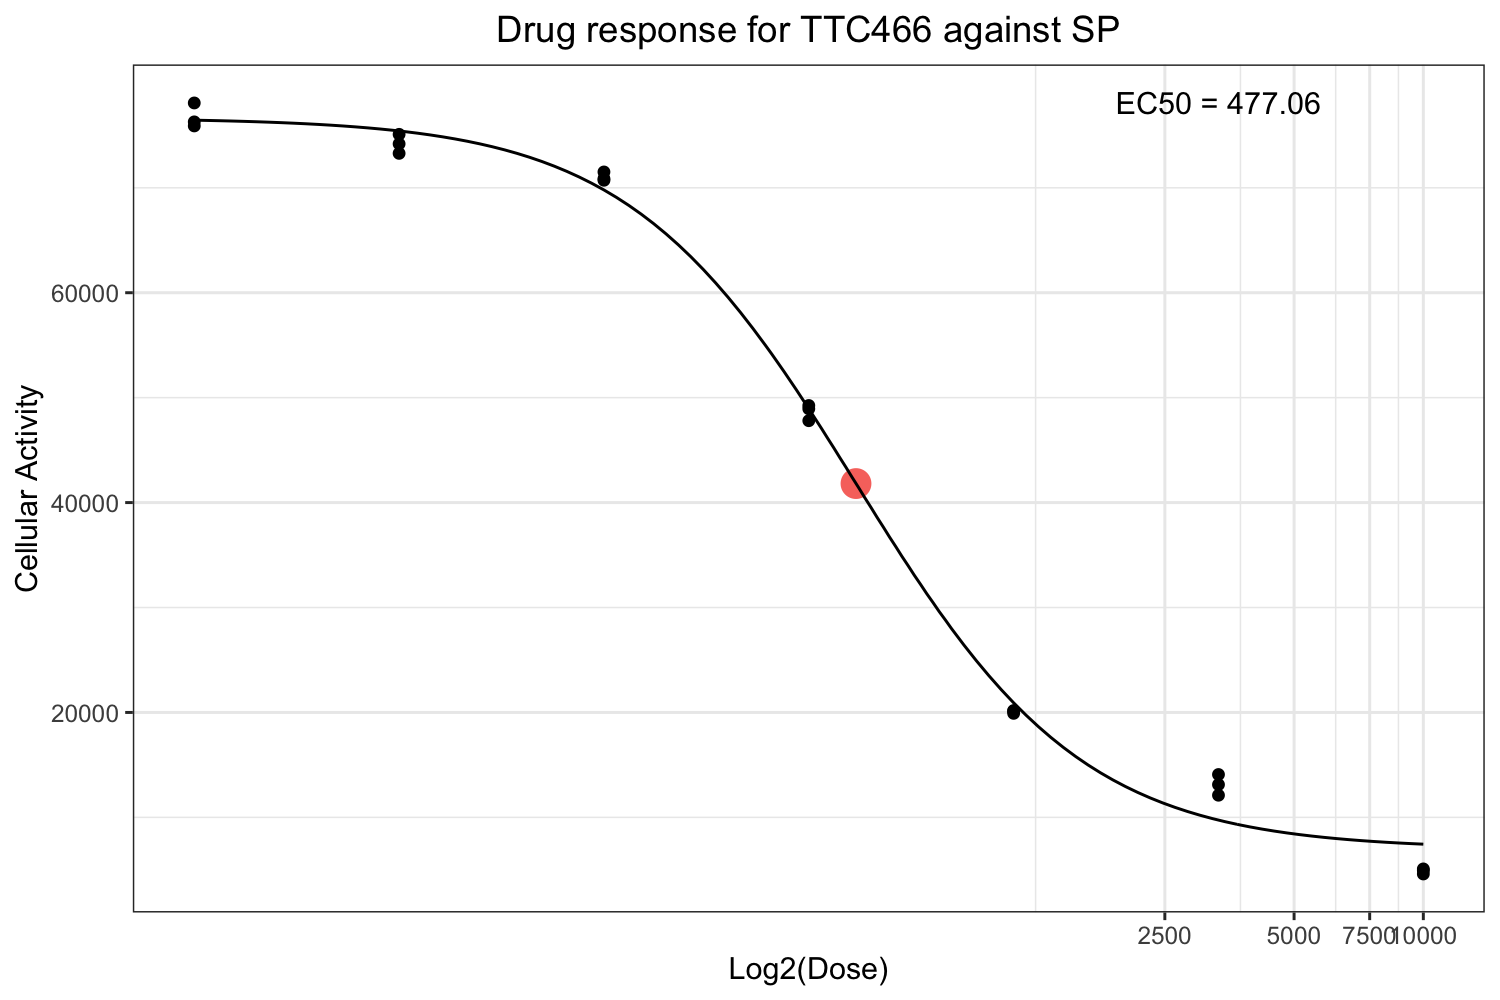 Drug response for TTC466 against SP
EC50 = 477.06
60000
40000
20000
Cellular Activity
2500 5000 7500 10000
Log2(Dose)